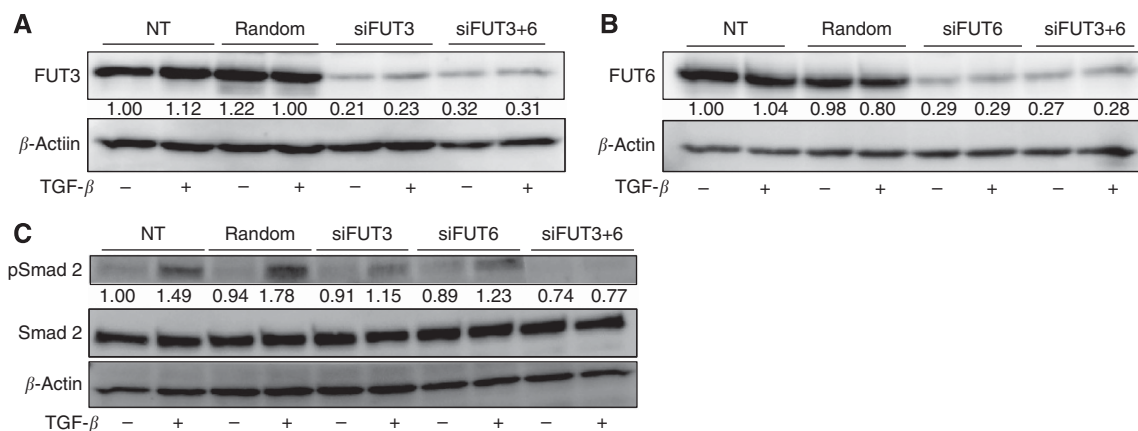 A
NT Random siFUT3 siFUT3+6
FUT3
1.00 1.12 1.22 1.00 0.21 0.23 0.32 0.31
β-Actiin
TGF-β – + – + – + – +
B
NT Random siFUT6 siFUT3+6
FUT6
1.00 1.04 0.98 0.80 0.29 0.29 0.27 0.28
β-Actin
TGF-β – + – + – + – +
C
NT Random siFUT3 siFUT6 siFUT3+6
pSmad 2
1.00 1.49 0.94 1.78 0.91 1.15 0.89 1.23 0.74 0.77
Smad 2
β-Actin
TGF-β – + – + – + – + – +